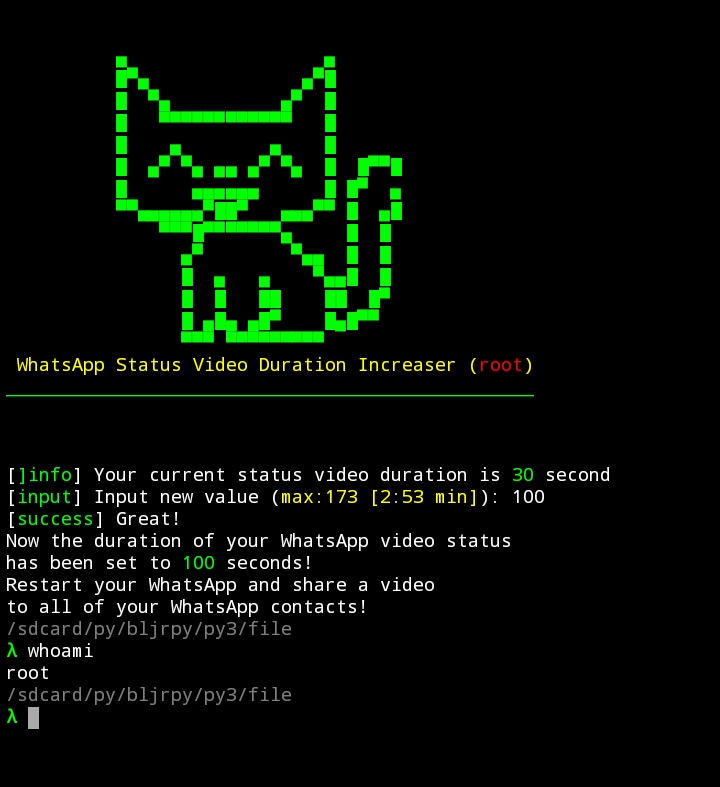 WhatsApp Status Video Duration Increaser (root)
[]info] Your current status video duration is 30 second
[input] Input new value (max:173 [2:53 min]): 100
[success] Great!
Now the duration of your WhatsApp video status
has been set to 100 seconds!
Restart your WhatsApp and share a video
to all of your WhatsApp contacts!
/sdcard/py/bljrpy/py3/file
λ whoami
root
/sdcard/py/bljrpy/py3/file
λ